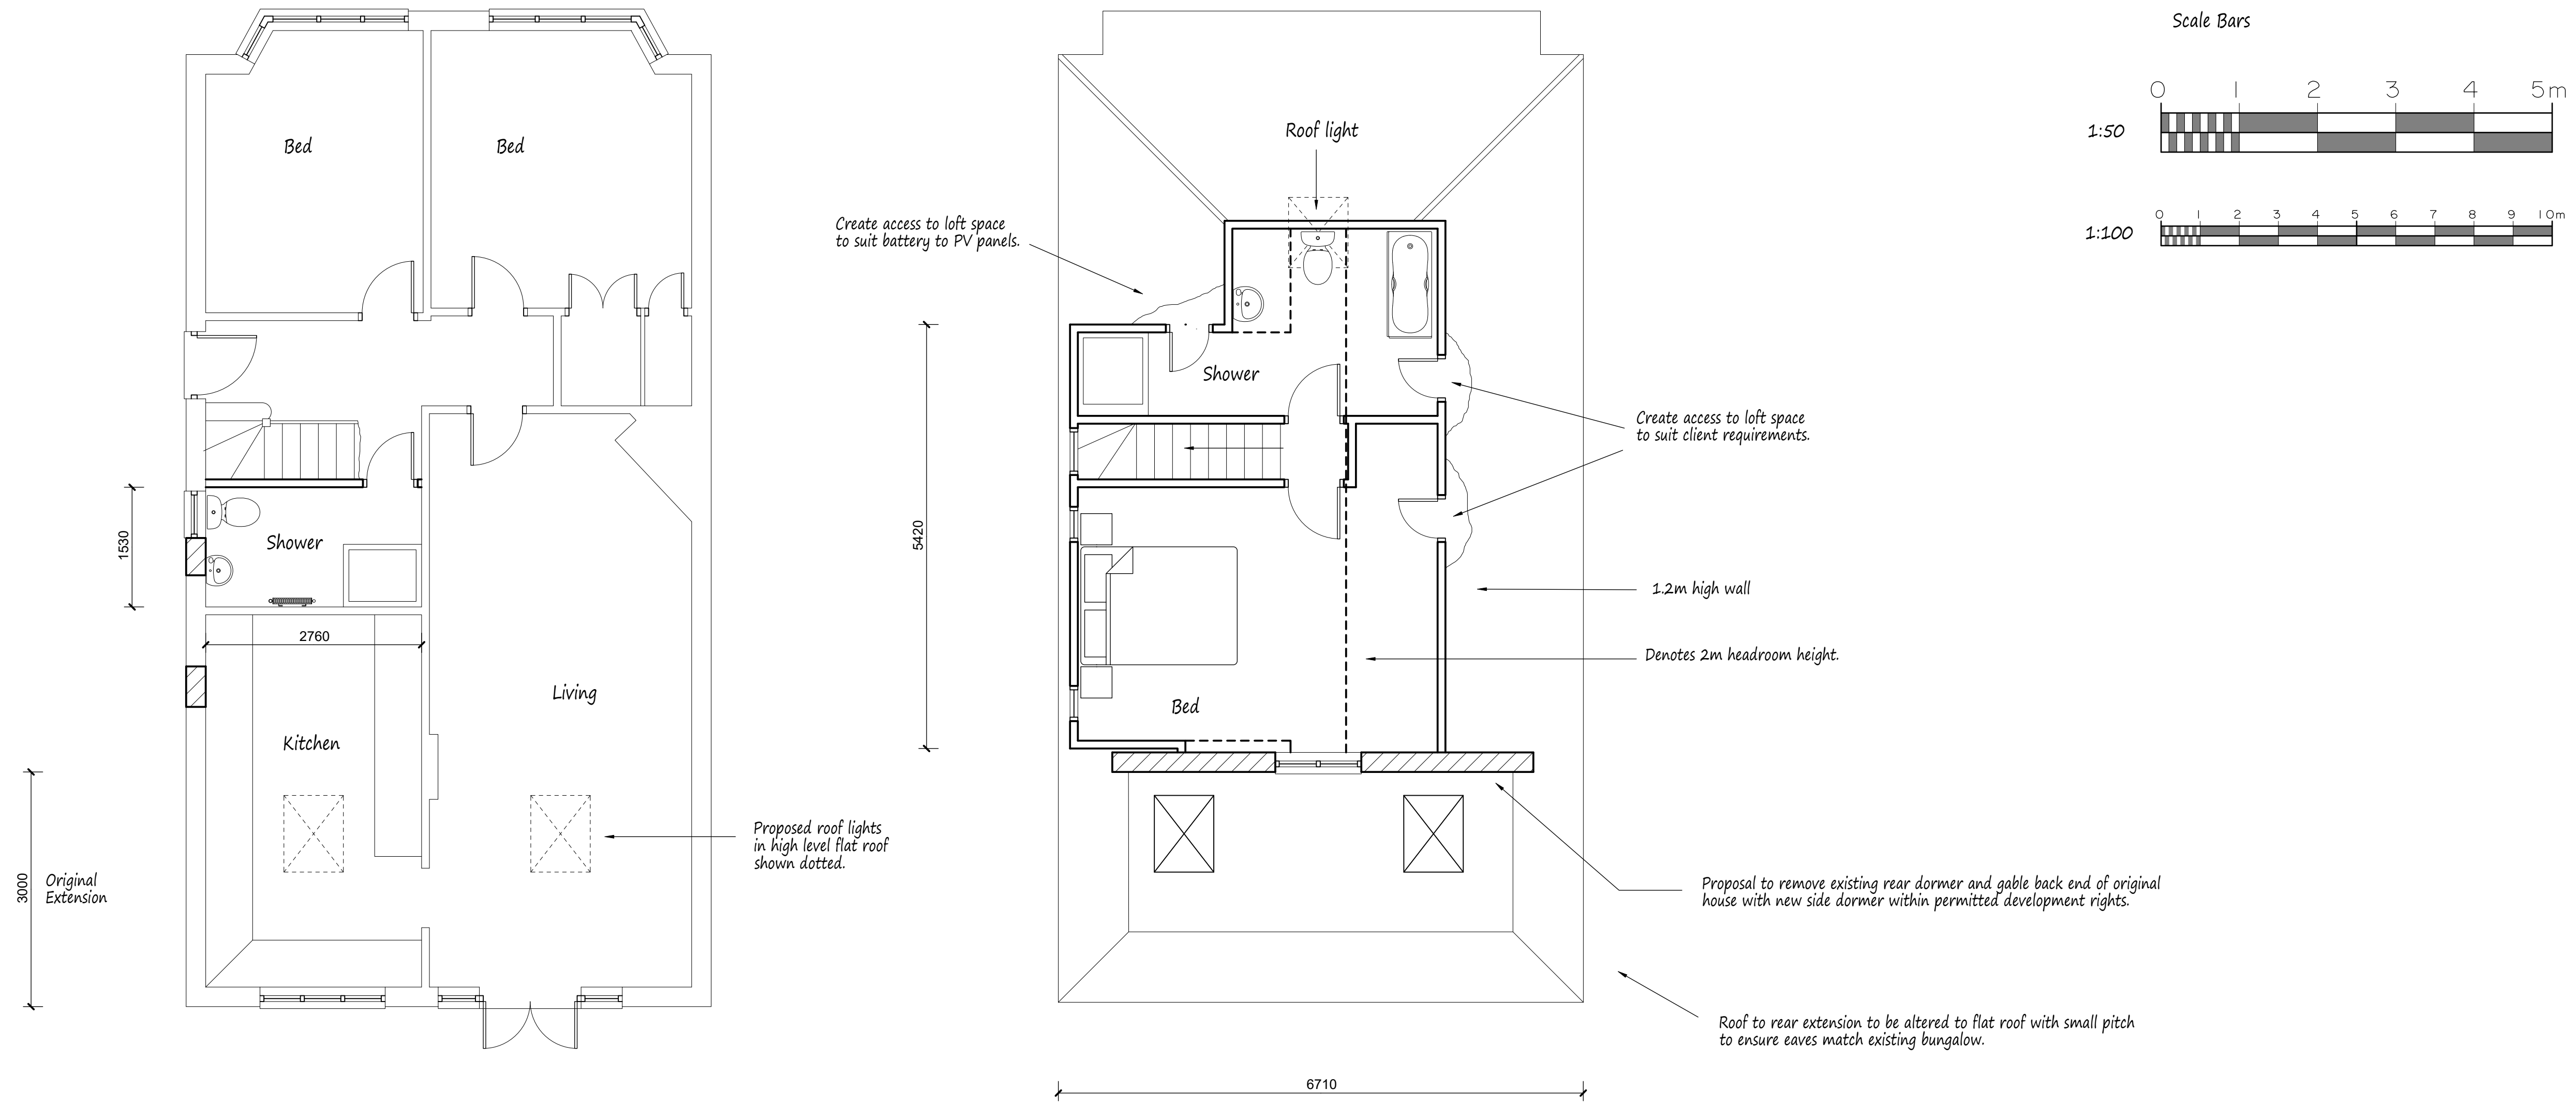 Scale Bars
0 1 2 3 4 5m
1:50
0 1 2 3 4 5 6 7 8 9 10m
1:100
Bed
Bed
Shower
1530
2760
Kitchen
Living
3000
Original
Extension
Proposed roof lights
in high level flat roof
shown dotted.
Roof light
Create access to loft space
to suit battery to PV panels.
Shower
5420
Create access to loft space
to suit client requirements.
1.2m high wall
Denotes 2m headroom height.
Bed
Proposal to remove existing rear dormer and gable back end of original
house with new side dormer within permitted development rights.
Roof to rear extension to be altered to flat roof with small pitch
to ensure eaves match existing bungalow.
6710